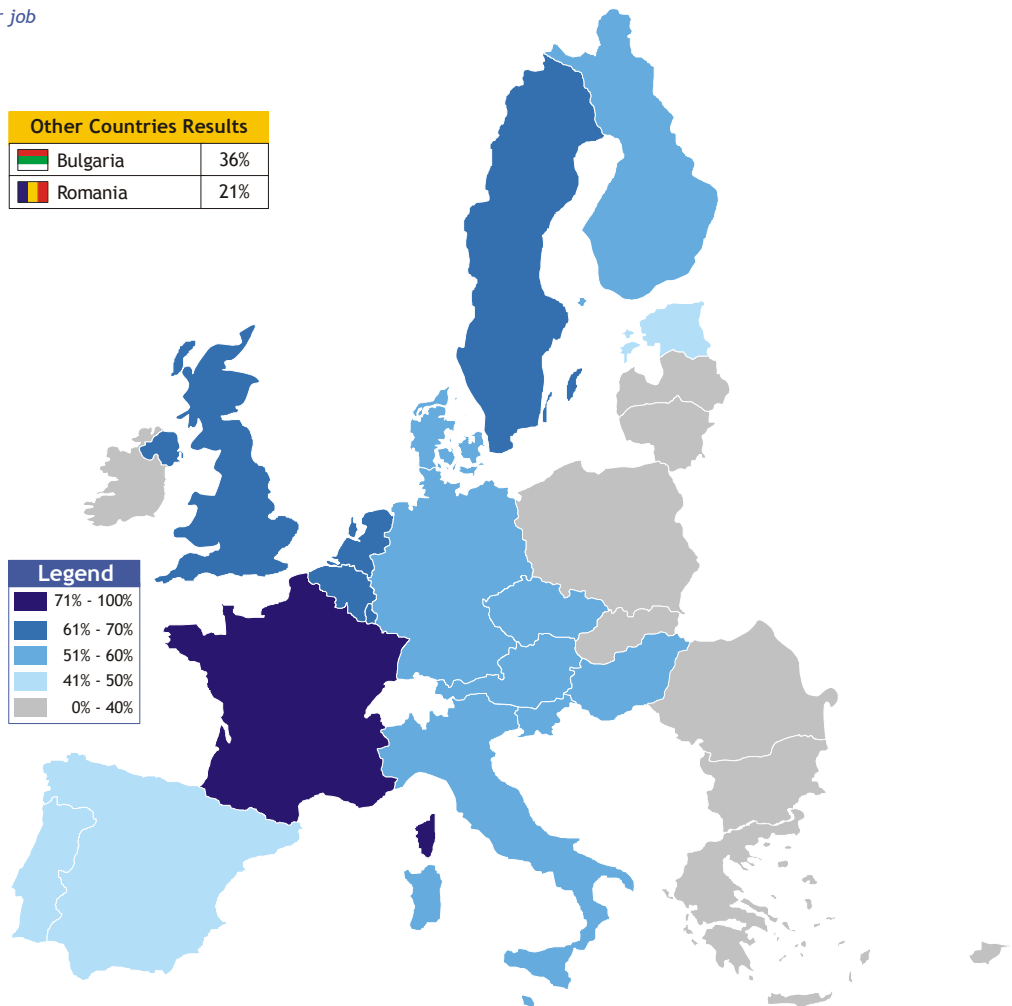 job
Other Countries Results
Bulgaria 36%
Romania 21%
Legend
71% - 100%
61% - 70%
51% - 60%
41% - 50%
0% - 40%